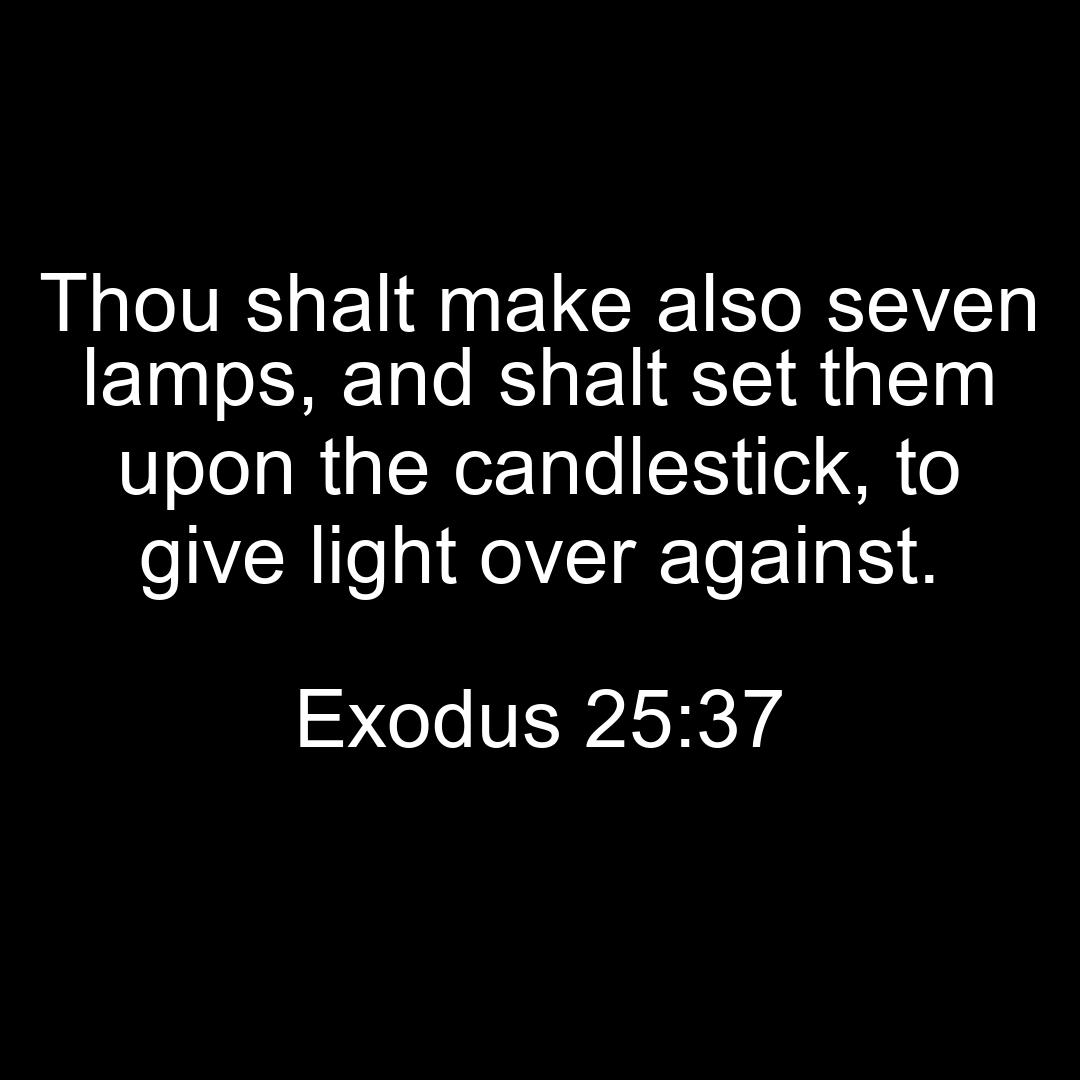 Thou shalt make also seven
lamps, and shalt set them
upon the candlestick, to
give light over against.
Exodus 25:37